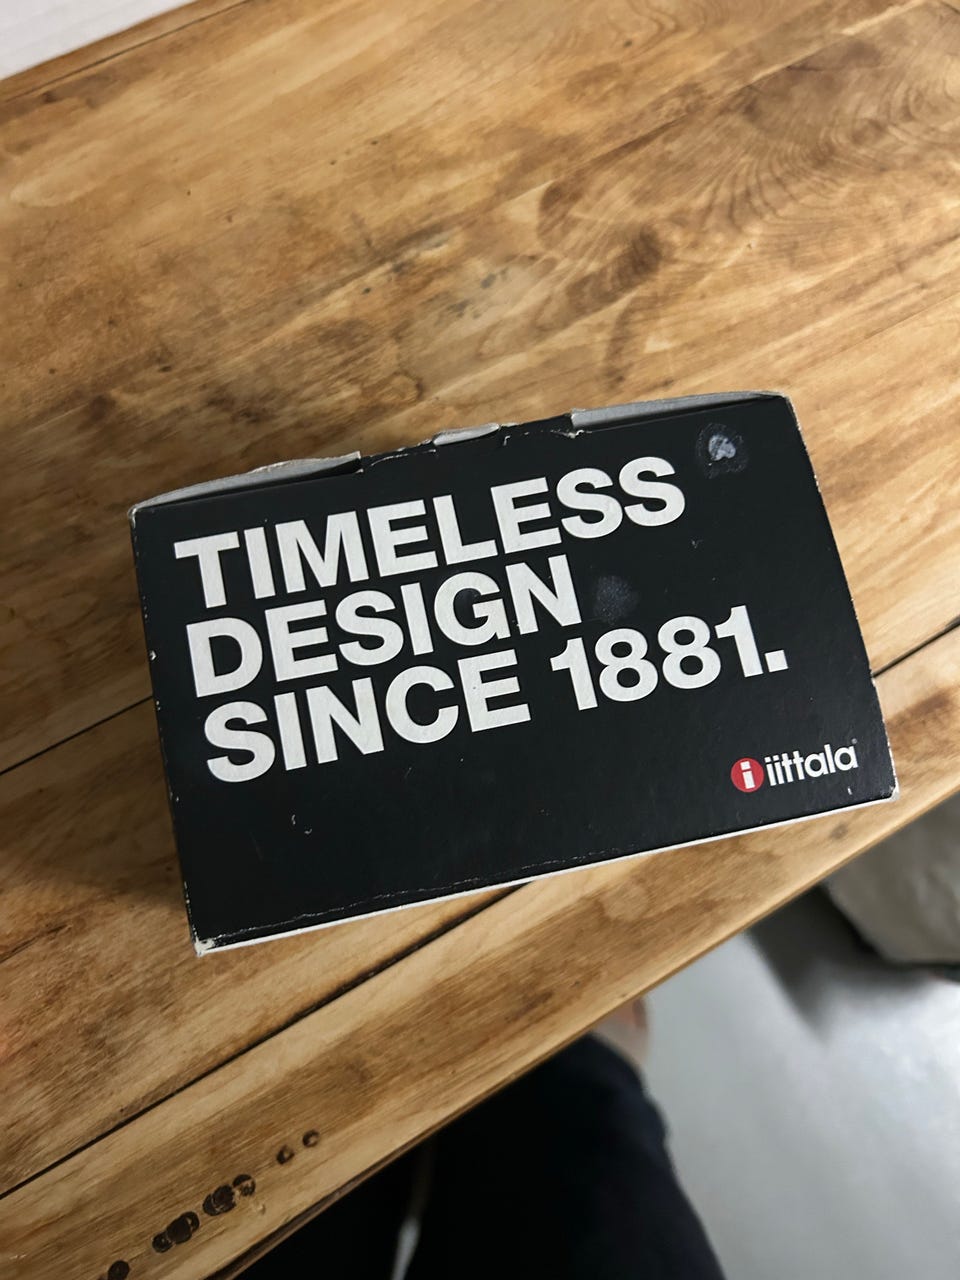 TIMELESS
DESIGN
SINCE 1881.
i iittala®